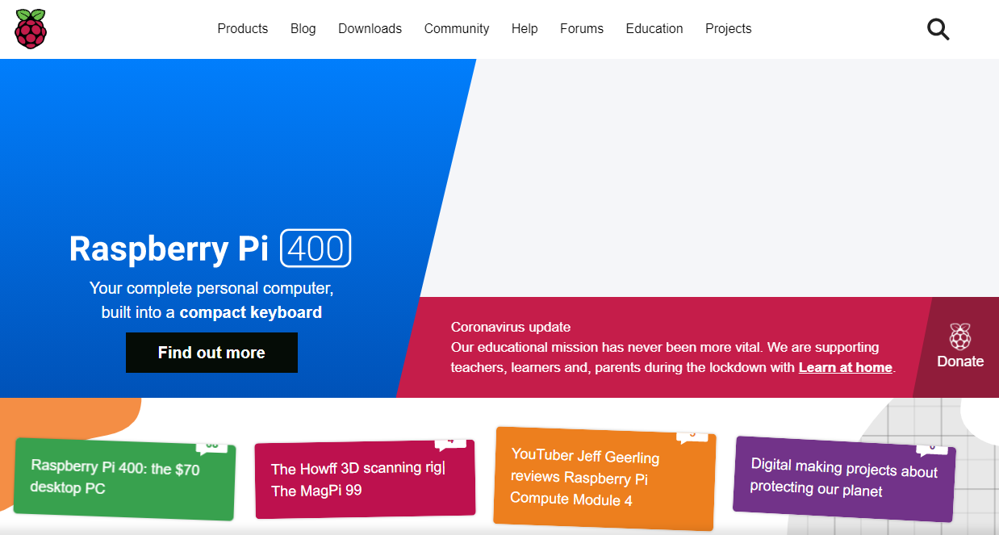 Products Blog Downloads Community Help Forums Education Projects
Raspberry Pi 400
Your complete personal computer,
built into a compact keyboard
Find out more
Coronavirus update
Our educational mission has never been more vital. We are supporting
teachers, learners and, parents during the lockdown with Learn at home.
Donate
Raspberry Pi 400: the $70
desktop PC
4
The Howff 3D scanning rig|
The MagPi 99
YouTuber Jeff Geerling
reviews Raspberry Pi
Compute Module 4
Digital making projects about
protecting our planet